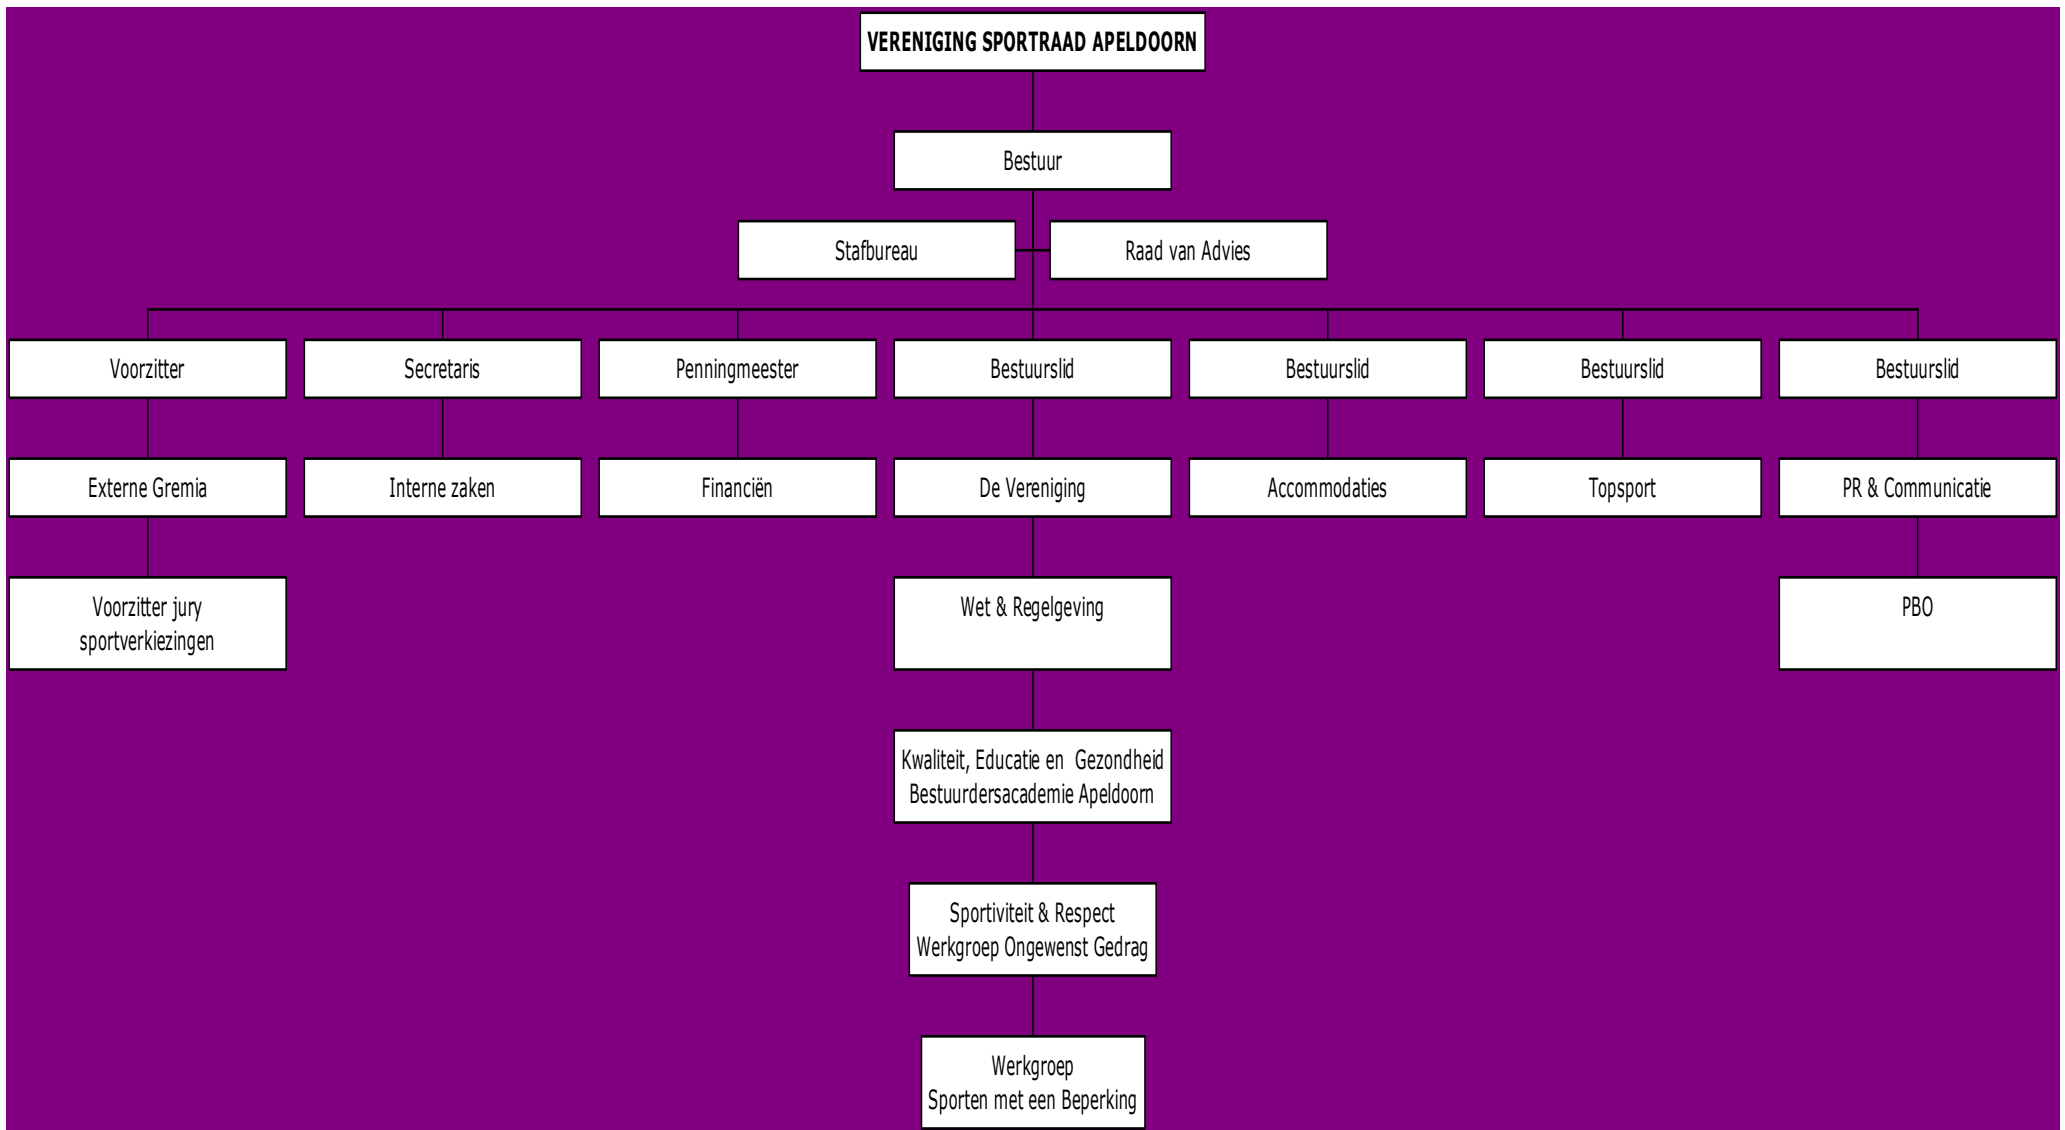 VERENIGING SPORTRAAD APELDOORN
Bestuur
Stafbureau
Raad van Advies
Voorzitter
Secretaris
Penningmeester
Bestuurslid
Bestuurslid
Bestuurslid
Bestuurslid
Externe Gremia
Interne zaken
Financiën
De Vereniging
Accommodaties
Topsport
PR & Communicatie
Voorzitter jury
sportverkiezingen
Wet & Regelgeving
PBO
Kwaliteit, Educatie en Gezondheid
Bestuurdersacademie Apeldoorn
Sportiviteit & Respect
Werkgroep Ongewenst Gedrag
Werkgroep
Sporten met een Beperking